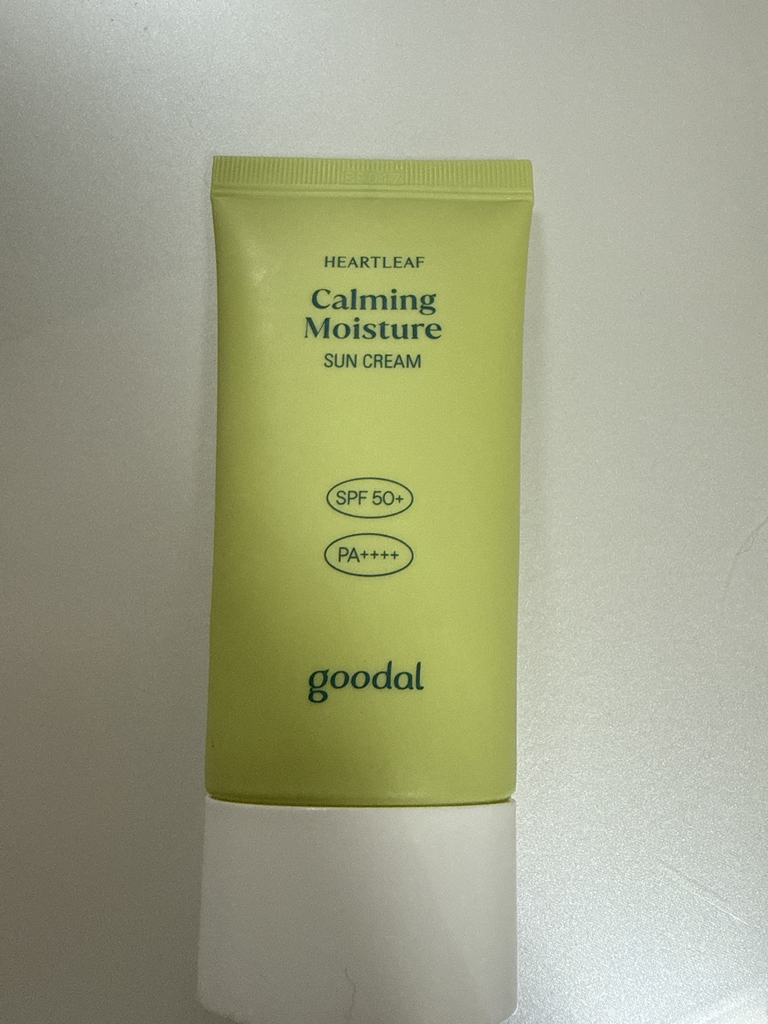 HEARTLEAF
Calming
Moisture
SUN CREAM
SPF 50+
PA++++
goodal